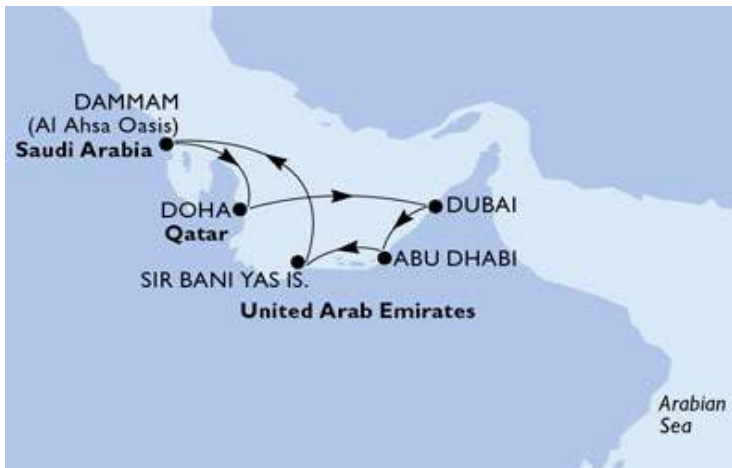 DAMMAM
(Al Ahsa Oasis)
Saudi Arabia
DOHA
Qatar
DUBAI
ABU DHABI
SIR BANI YAS IS.
United Arab Emirates
Arabian
Sea